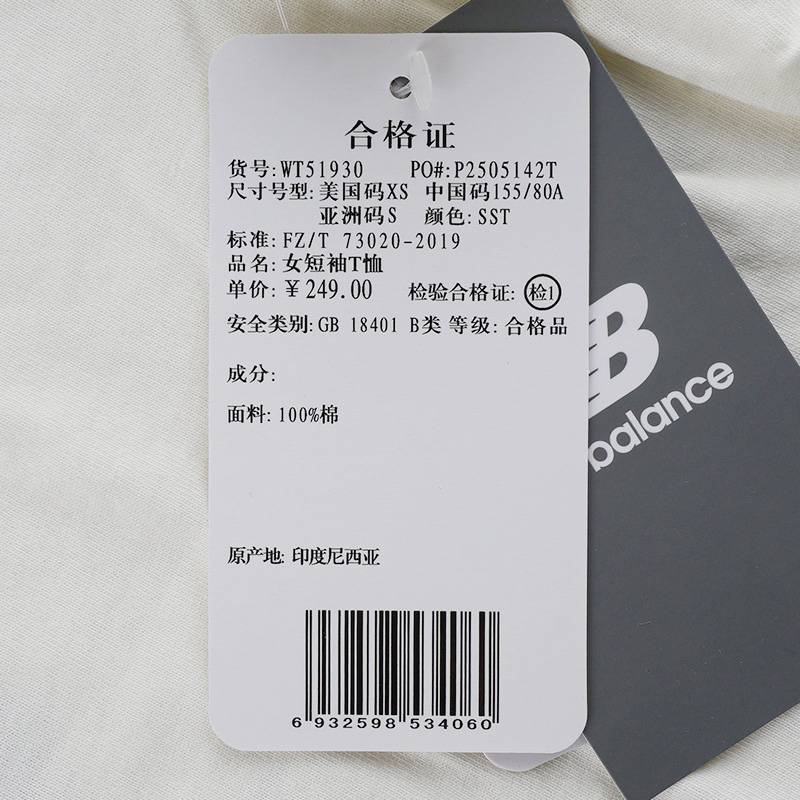 合格证
货号: WT51930 PO#: P2505142T
尺寸号型: 美国码XS 中国码155/80A
亚洲码S 颜色: SST
标准: FZ/T 73020-2019
品名: 女短袖T恤
单价: ¥249.00 检验合格证: 检1
安全类别: GB 18401 B类 等级: 合格品
成分:
面料: 100%棉
原产地: 印度尼西亚
6 932598 534060
balance